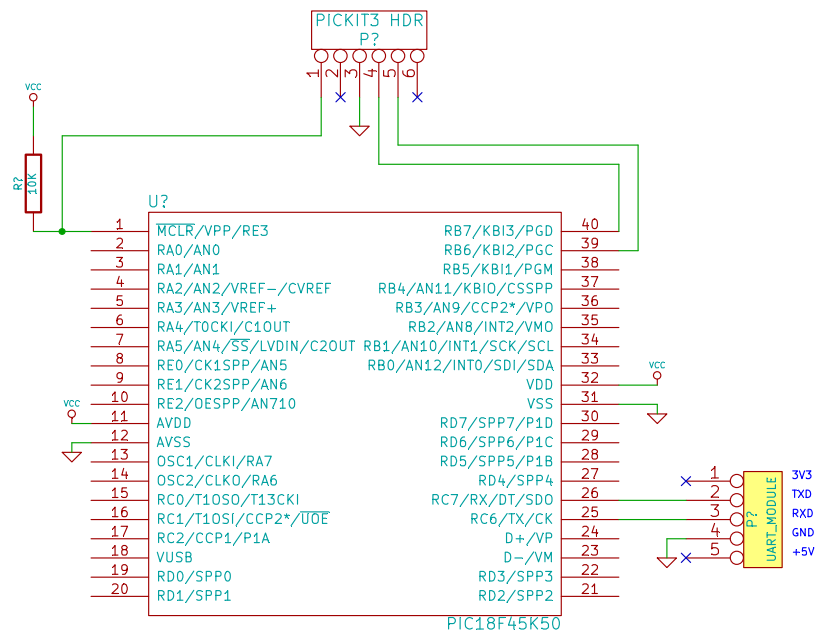 PICKIT3 HDR
P?
1
2
3
4
5
6
VCC
R?
10K
U?
1 MCLR/VPP/RE3
2 RA0/AN0
3 RA1/AN1
4 RA2/AN2/VREF-/CVREF
5 RA3/AN3/VREF+
6 RA4/T0CKI/C1OUT
7 RA5/AN4/SS/LVDIN/C2OUT
8 RE0/CK1SPP/AN5
9 RE1/CK2SPP/AN6
10 RE2/OESPP/AN710
VCC
11 AVDD
12 AVSS
13 OSC1/CLKI/RA7
14 OSC2/CLKO/RA6
15 RC0/T1OSO/T13CKI
16 RC1/T1OSI/CCP2*/UOE
17 RC2/CCP1/P1A
18 VUSB
19 RD0/SPP0
20 RD1/SPP1
RB7/KBI3/PGD 40
RB6/KBI2/PGC 39
RB5/KBI1/PGM 38
RB4/AN11/KBI0/CSSPP 37
RB3/AN9/CCP2*/VPO 36
RB2/AN8/INT2/VMO 35
RB1/AN10/INT1/SCK/SCL 34
RB0/AN12/INT0/SDI/SDA 33
VDD 32
VCC
VSS 31
RD7/SPP7/P1D 30
RD6/SPP6/P1C 29
RD5/SPP5/P1B 28
RD4/SPP4 27
RC7/RX/DT/SDO 26
RC6/TX/CK 25
D+/VP 24
D-/VM 23
RD3/SPP3 22
RD2/SPP2 21
PIC18F45K50
1 3V3
2 TXD
3 RXD
4 GND
5 +5V
P?
UART_MODULE